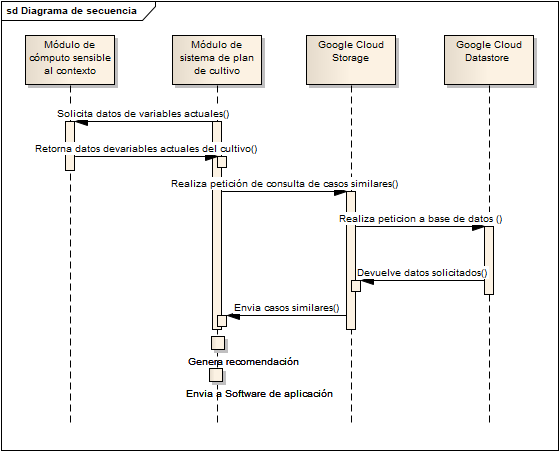 sd Diagrama de secuencia
Módulo de
cómputo sensible
al contexto
Módulo de
sistema de plan
de cultivo
Google Cloud
Storage
Google Cloud
Datastore
Solicita datos de variables actuales()
Retorna datos devariables actuales del cultivo()
Realiza petición de consulta de casos similares()
Realiza peticion a base de datos ()
Devuelve datos solicitados()
Envia casos similares()
Genera recomendación
Envia a Software de aplicación